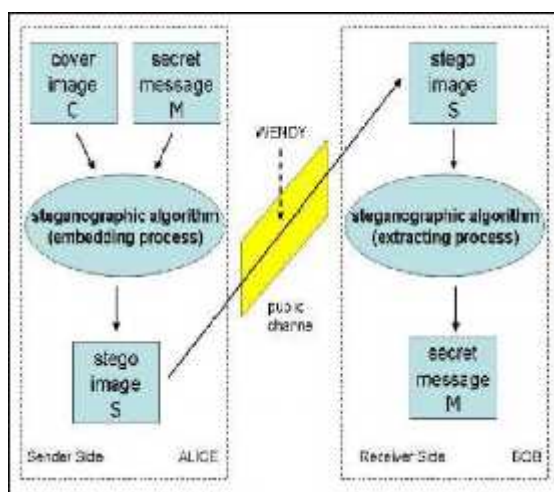 cover
image
C
secret
message
M
steganographic algorithm
(embedding process)
stego
image
S
Sender Side
ALICE
WENDY
public
channe
stego
image
S
steganographic algorithm
(extracting process)
secret
message
M
Receiver Side
BOB